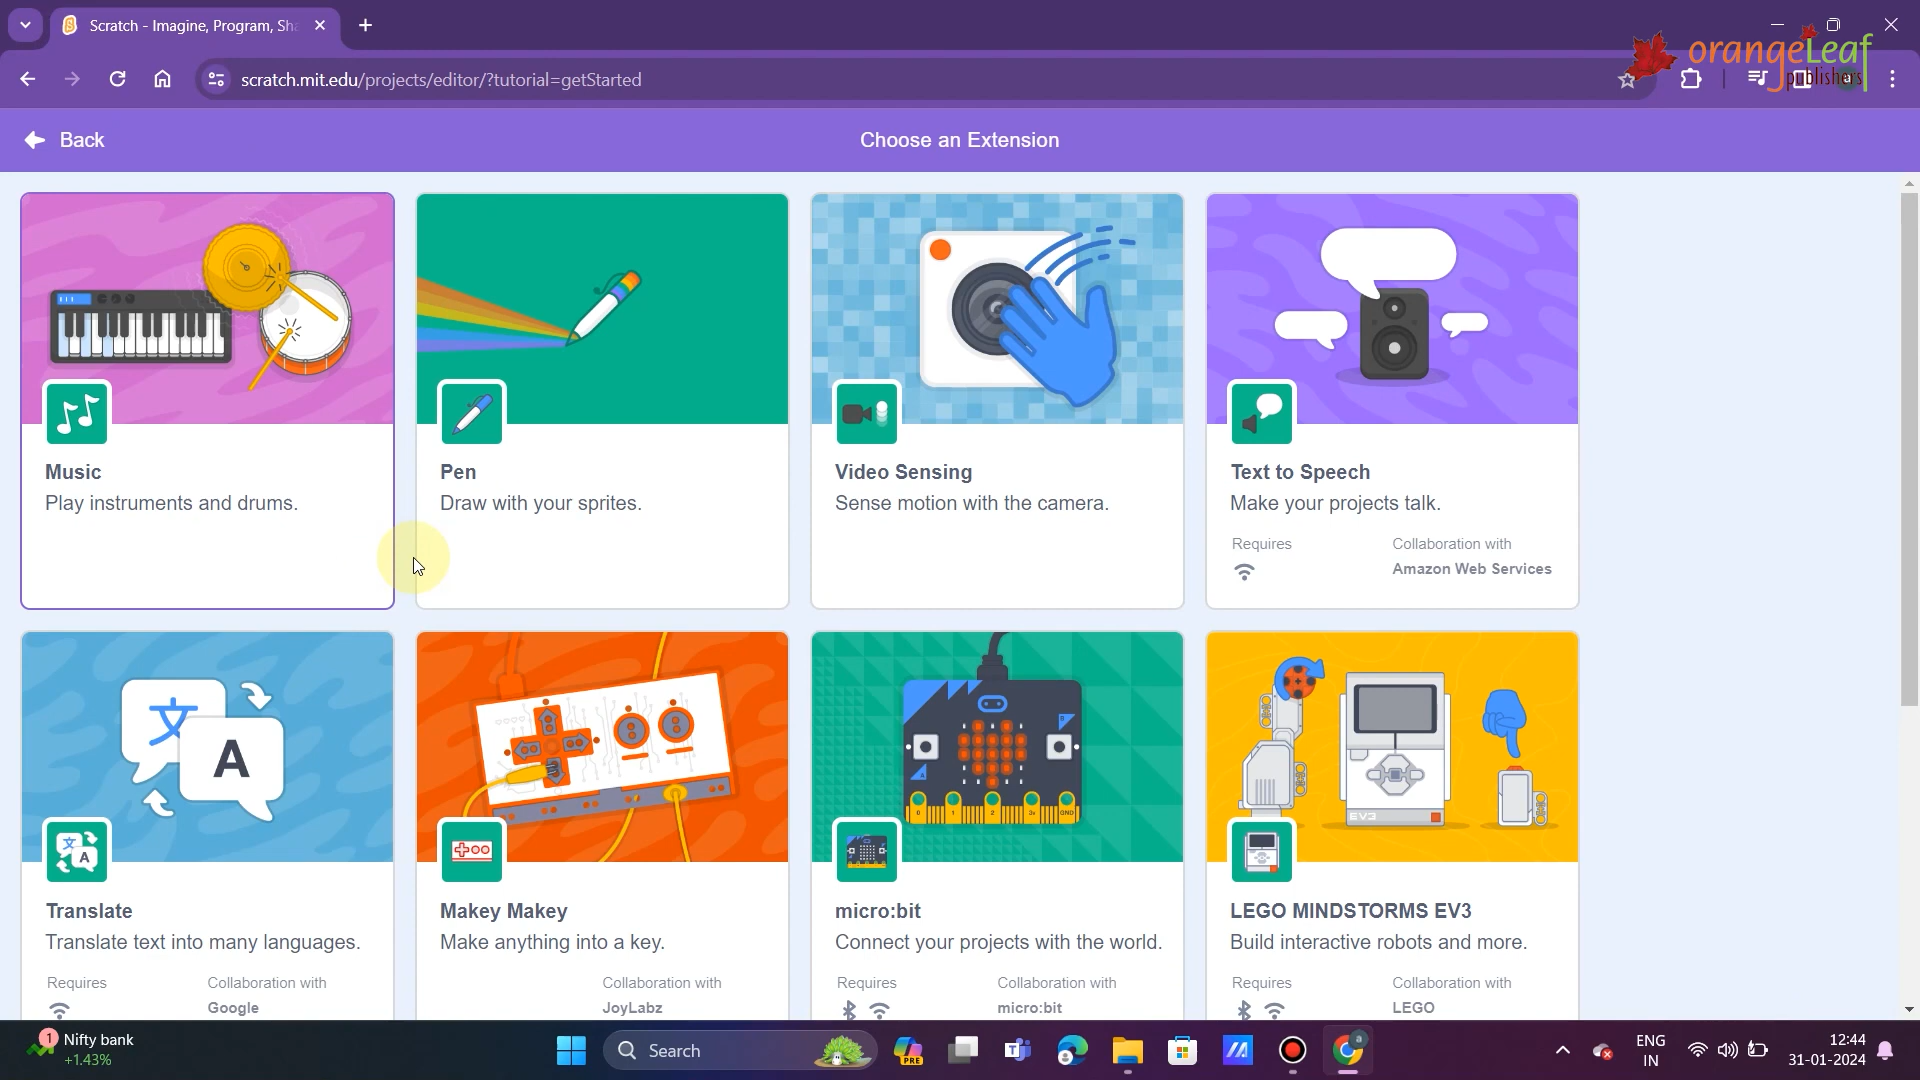 Scratch - Imagine, Program, Sha
scratch.mit.edu/projects/editor/?tutorial=getStarted
orangeLeaf
publishers
Back
Choose an Extension
Music
Play instruments and drums.
Pen
Draw with your sprites.
Video Sensing
Sense motion with the camera.
Text to Speech
Make your projects talk.
Requires
Collaboration with
Amazon Web Services
A
A
EV3
Translate
Translate text into many languages.
Requires
Collaboration with
Google
Makey Makey
Make anything into a key.
Collaboration with
JoyLabz
micro:bit
Connect your projects with the world.
Requires
Collaboration with
micro:bit
LEGO MINDSTORMS EV3
Build interactive robots and more.
Requires
Collaboration with
LEGO
1
Nifty bank
+1.43%
Search
PRE
ENG
IN
12:44
31-01-2024